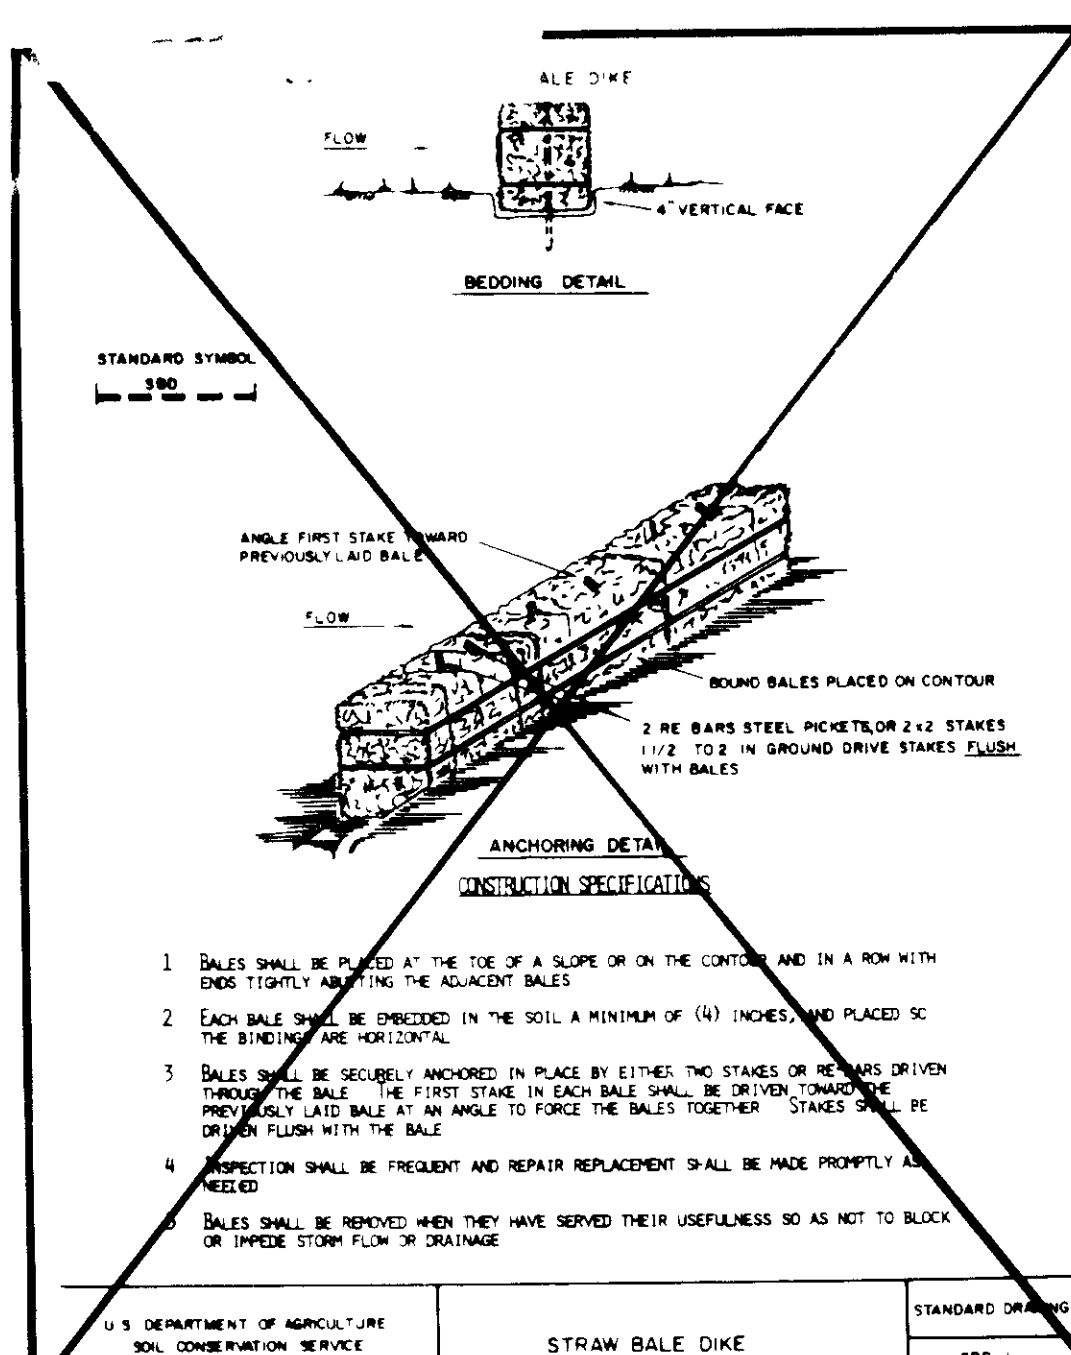 ALE DIKE
FLOW
4" VERTICAL FACE
BEDDING DETAIL
STANDARD SYMBOL
SBD
ANGLE FIRST STAKE TOWARD
PREVIOUSLY LAID BALE
FLOW
BOUND BALES PLACED ON CONTOUR
2 RE BARS STEEL PICKETS, OR 2x2 STAKES
1 1/2 TO 2 IN GROUND DRIVE STAKES FLUSH
WITH BALES
ANCHORING DETAIL
CONSTRUCTION SPECIFICATIONS
1 BALES SHALL BE PLACED AT THE TOE OF A SLOPE OR ON THE CONTOUR AND IN A ROW WITH
ENDS TIGHTLY ABUTTING THE ADJACENT BALES
2 EACH BALE SHALL BE EMBEDDED IN THE SOIL A MINIMUM OF (4) INCHES, AND PLACED SO
THE BINDINGS ARE HORIZONTAL
3 BALES SHALL BE SECURELY ANCHORED IN PLACE BY EITHER TWO STAKES OR RE-BARS DRIVEN
THROUGH THE BALE THE FIRST STAKE IN EACH BALE SHALL BE DRIVEN TOWARD THE
PREVIOUSLY LAID BALE AT AN ANGLE TO FORCE THE BALES TOGETHER STAKES SHALL BE
DRIVEN FLUSH WITH THE BALE
4 INSPECTION SHALL BE FREQUENT AND REPAIR REPLACEMENT SHALL BE MADE PROMPTLY AS
NEEDED
5 BALES SHALL BE REMOVED WHEN THEY HAVE SERVED THEIR USEFULNESS SO AS NOT TO BLOCK
OR IMPEDE STORM FLOW OR DRAINAGE
U S DEPARTMENT OF AGRICULTURE
SOIL CONSERVATION SERVICE
STRAW BALE DIKE
STANDARD DRAWING